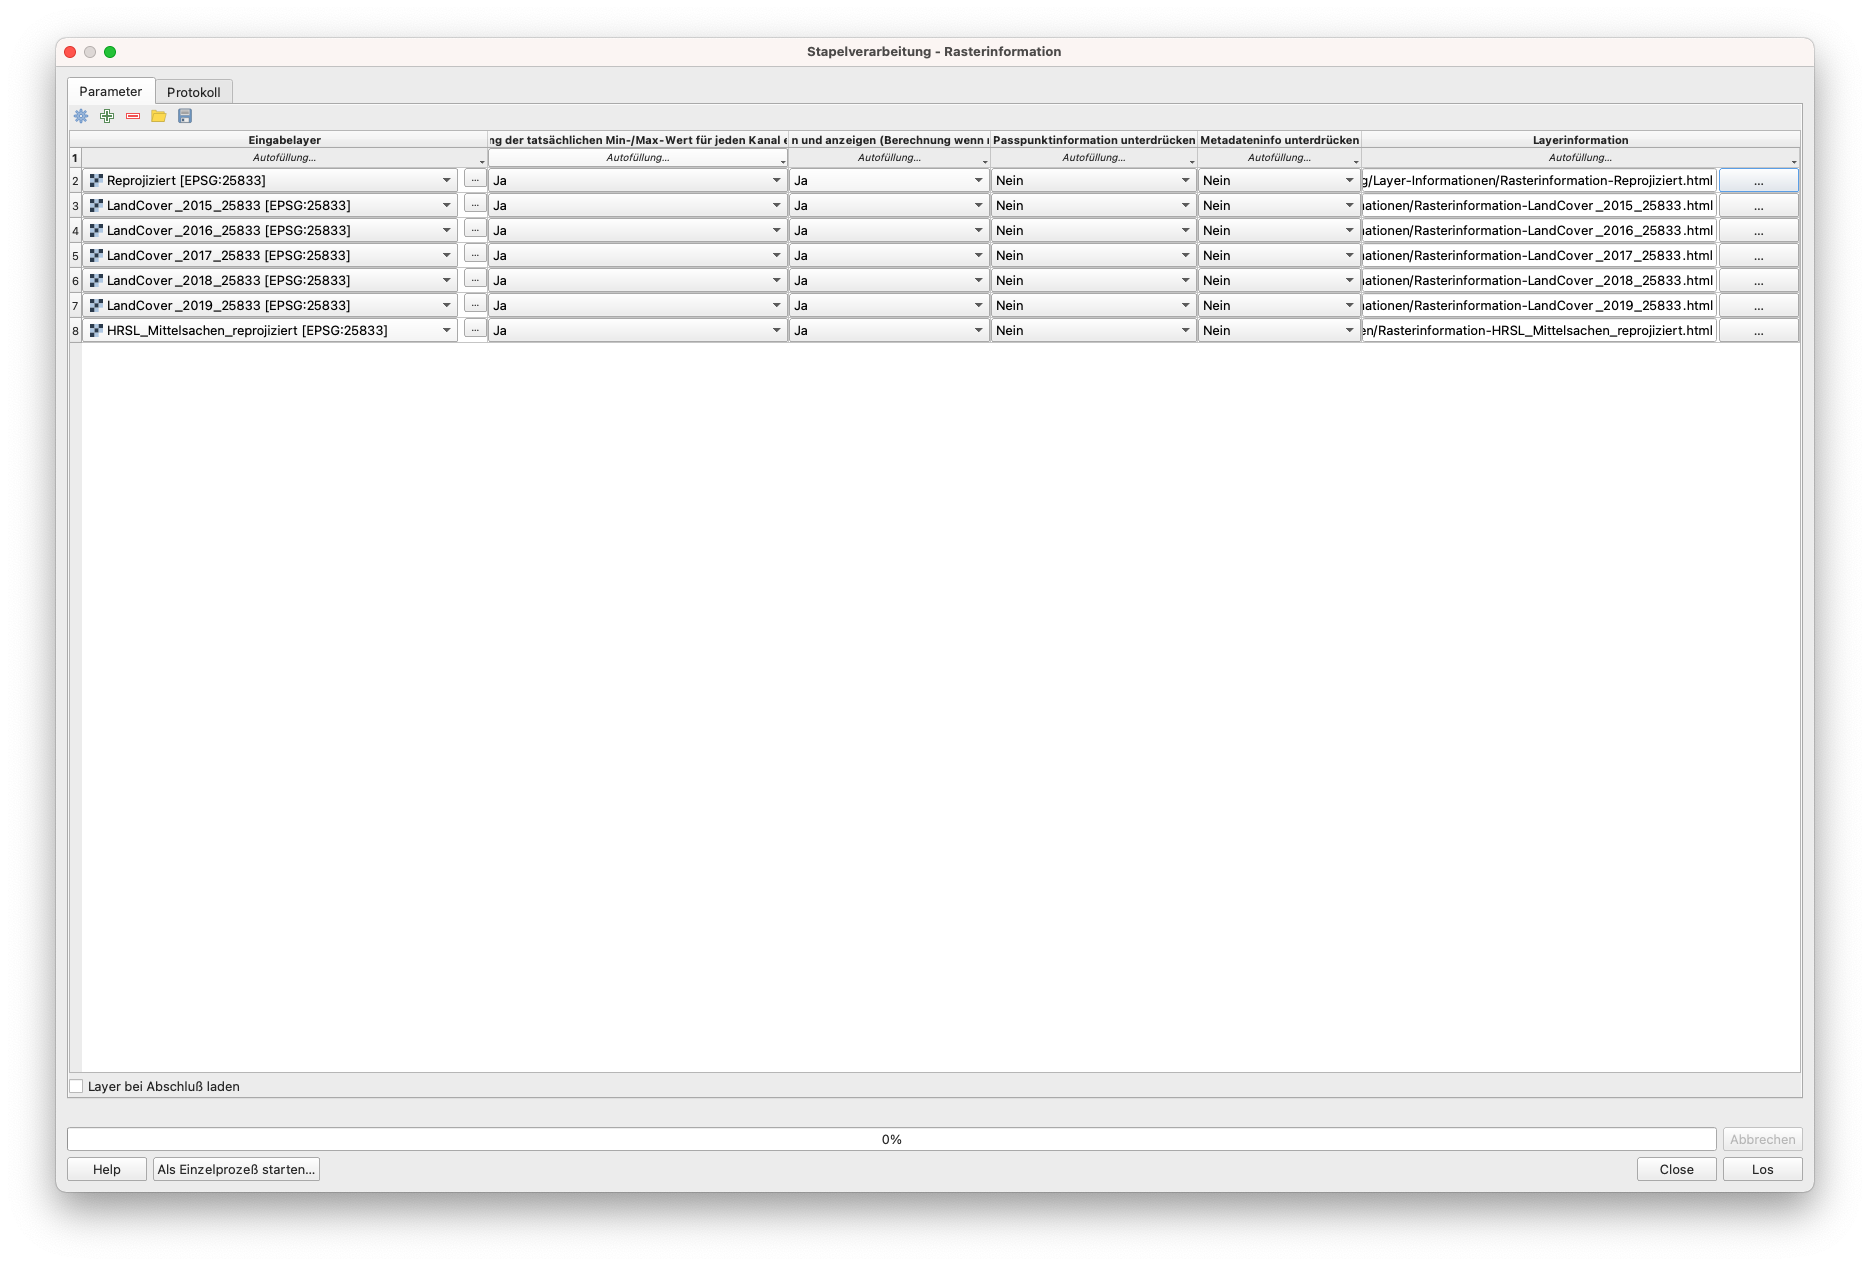 Stapelverarbeitung - Rasterinformation
Parameter Protokoll
Eingabelayer ng der tatsächlichen Min-/Max-Wert für jeden Kanal e n und anzeigen (Berechnung wenn Passpunktinformation unterdrücken Metadateninfo unterdrücken Layerinformation
1 Autofüllung... Autofüllung... Autofüllung... Autofüllung... Autofüllung... Autofüllung...
2 Reprojiziert [EPSG:25833] ... Ja Ja Nein Nein g/Layer-Informationen/Rasterinformation-Reprojiziert.html ...
3 LandCover_2015_25833 [EPSG:25833] ... Ja Ja Nein Nein ationen/Rasterinformation-LandCover_2015_25833.html ...
4 LandCover_2016_25833 [EPSG:25833] ... Ja Ja Nein Nein ationen/Rasterinformation-LandCover_2016_25833.html ...
5 LandCover_2017_25833 [EPSG:25833] ... Ja Ja Nein Nein ationen/Rasterinformation-LandCover_2017_25833.html ...
6 LandCover_2018_25833 [EPSG:25833] ... Ja Ja Nein Nein ationen/Rasterinformation-LandCover_2018_25833.html ...
7 LandCover_2019_25833 [EPSG:25833] ... Ja Ja Nein Nein ationen/Rasterinformation-LandCover_2019_25833.html ...
8 HRSL_Mittelsachen_reprojiziert [EPSG:25833] ... Ja Ja Nein Nein en/Rasterinformation-HRSL_Mittelsachen_reprojiziert.html ...
Layer bei Abschluß laden
0% Abbrechen
Help Als Einzelprozeß starten... Close Los